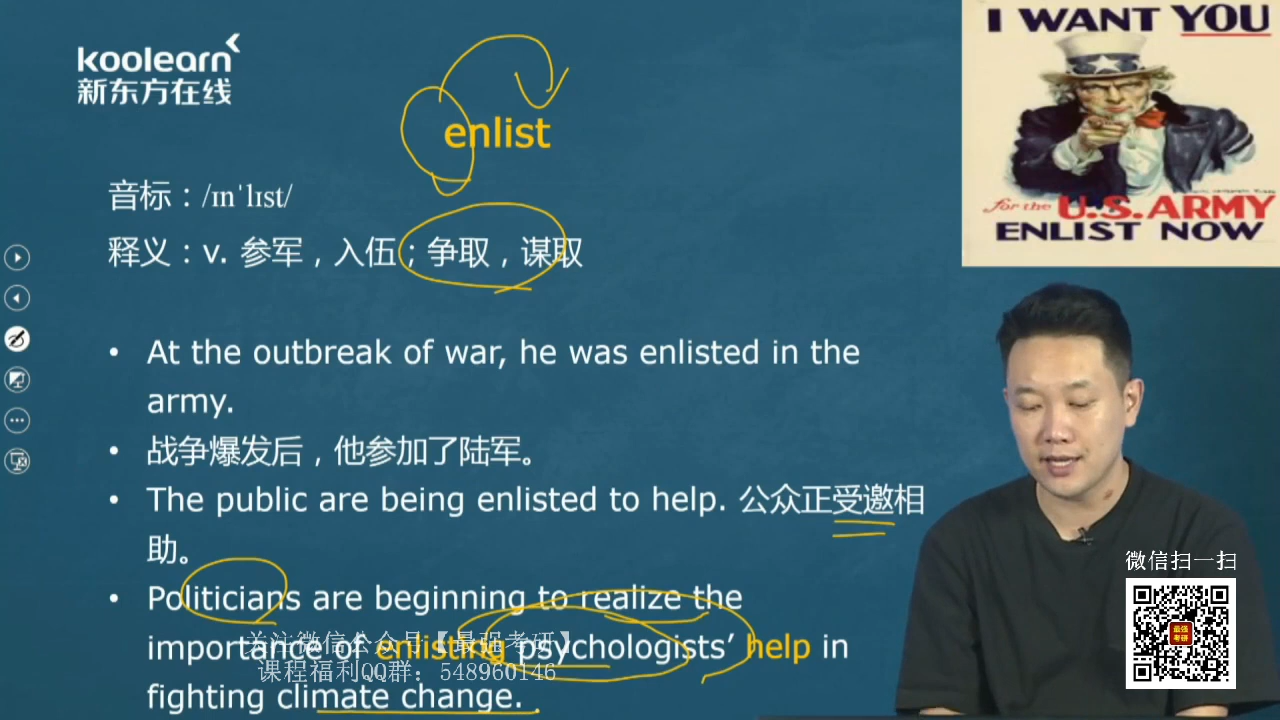 koolearn
新东方在线
enlist
音标：/ɪnˈlɪst/
释义：v. 参军，入伍；争取，谋取
• At the outbreak of war, he was enlisted in the
army.
• 战争爆发后，他参加了陆军。
• The public are being enlisted to help. 公众正受邀相
助。
• Politicians are beginning to realize the
importance of enlisting psychologists’ help in
fighting climate change.
关注微信公众号【最强考研】
课程福利QQ群：548960146
I WANT YOU
for the U.S. ARMY
ENLIST NOW
微信扫一扫
最强
考研